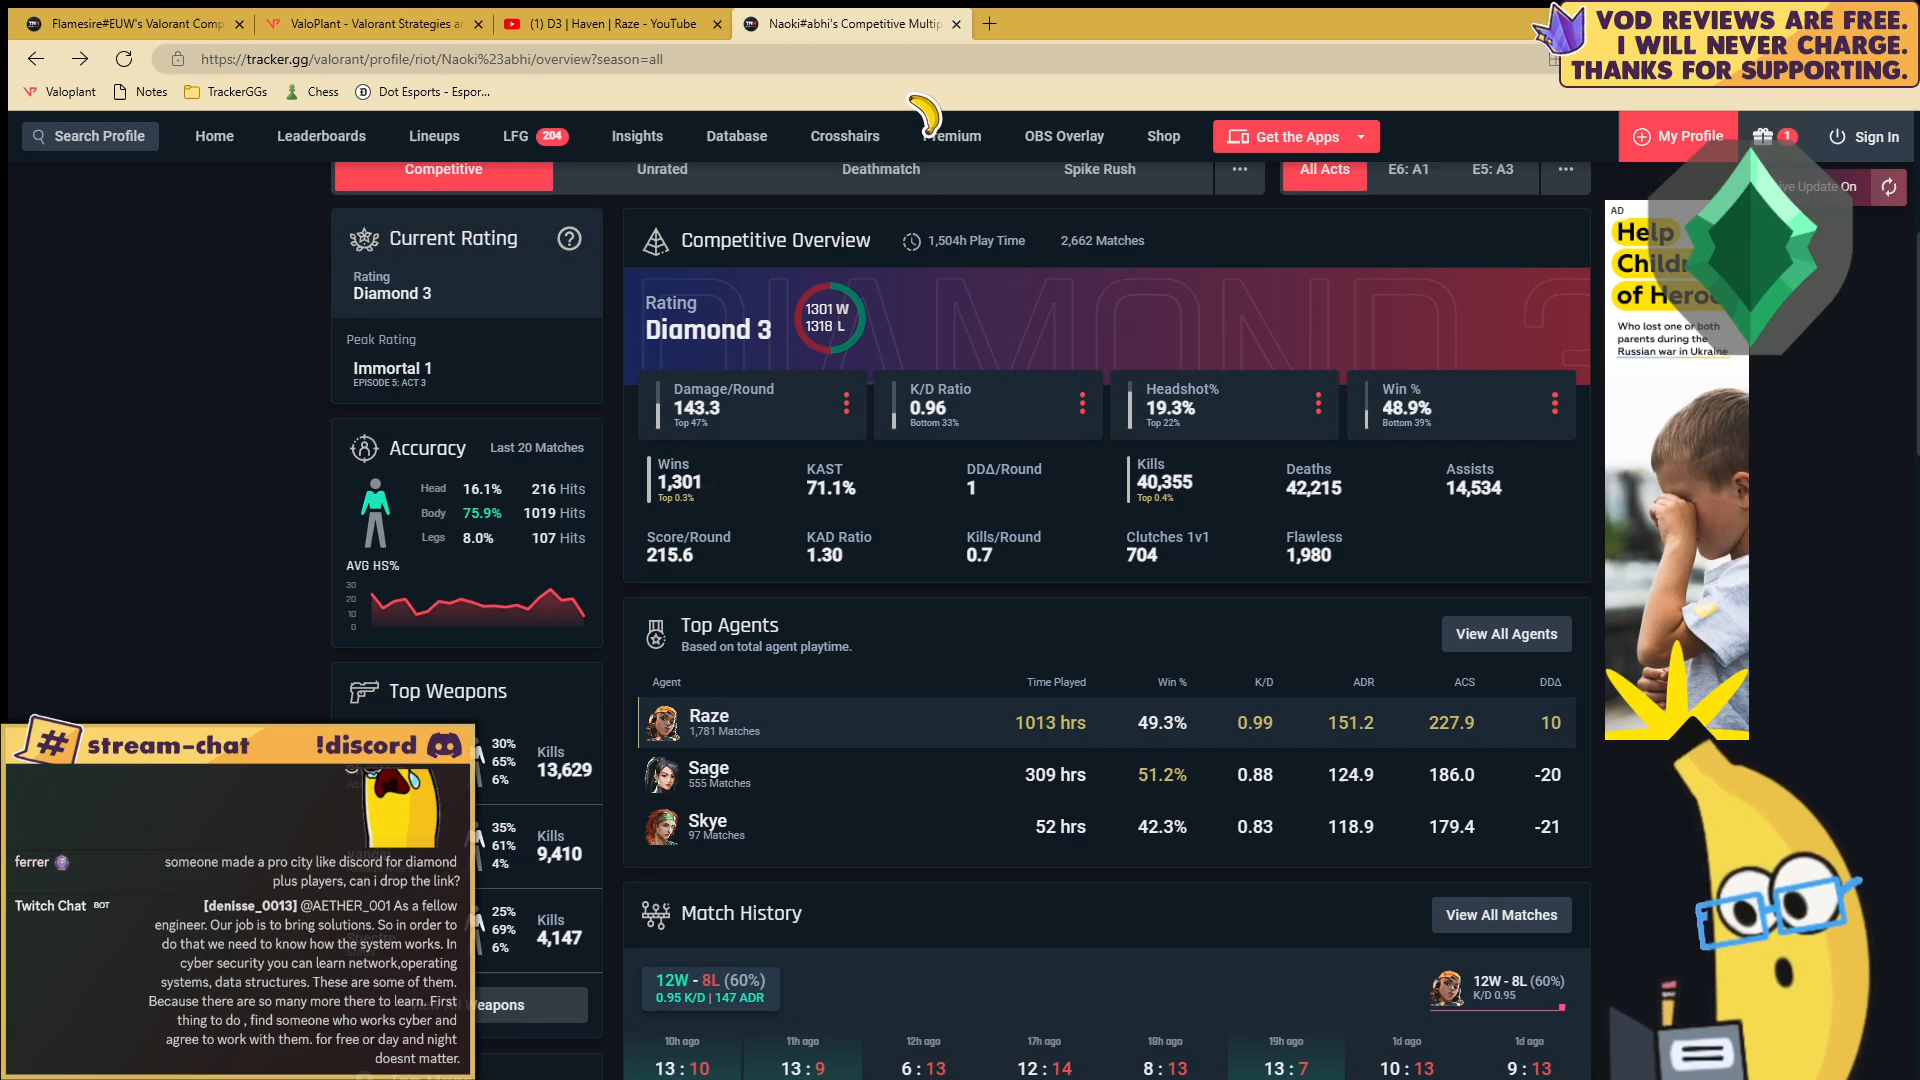 Flamesire#EUW's Valorant Comp
ValoPlant - Valorant Strategies a
(1) D3 | Haven | Raze - YouTube
Naoki#abhi's Competitive Multip
https://tracker.gg/valorant/profile/riot/Naoki%23abhi/overview?season=all
Valoplant
Notes
TrackerGGs
Chess
Dot Esports - Espor...
VOD REVIEWS ARE FREE.
I WILL NEVER CHARGE.
THANKS FOR SUPPORTING.
Search Profile
Home
Leaderboards
Lineups
LFG 204
Insights
Database
Crosshairs
Premium
OBS Overlay
Shop
Get the Apps
My Profile
1
Sign In
Competitive
Unrated
Deathmatch
Spike Rush
...
All Acts
E6: A1
E5: A3
...
ive Update On
Current Rating
Rating
Diamond 3
Peak Rating
Immortal 1
EPISODE 5: ACT 3
Accuracy
Last 20 Matches
Head 16.1% 216 Hits
Body 75.9% 1019 Hits
Legs 8.0% 107 Hits
AVG HS%
30
20
10
0
Top Weapons
30%
65%
6%
Kills
13,629
35%
61%
4%
Kills
9,410
25%
69%
6%
Kills
4,147
Weapons
Competitive Overview
1,504h Play Time
2,662 Matches
Rating
Diamond 3
1301 W
1318 L
DIAMOND 3
Damage/Round
143.3
Top 47%
K/D Ratio
0.96
Bottom 33%
Headshot%
19.3%
Top 22%
Win %
48.9%
Bottom 39%
Wins
1,301
Top 0.3%
KAST
71.1%
DDΔ/Round
1
Kills
40,355
Top 0.4%
Deaths
42,215
Assists
14,534
Score/Round
215.6
KAD Ratio
1.30
Kills/Round
0.7
Clutches 1v1
704
Flawless
1,980
Top Agents
Based on total agent playtime.
View All Agents
Agent Time Played Win % K/D ADR ACS DDΔ
Raze 1013 hrs 49.3% 0.99 151.2 227.9 10
1,781 Matches
Sage 309 hrs 51.2% 0.88 124.9 186.0 -20
555 Matches
Skye 52 hrs 42.3% 0.83 118.9 179.4 -21
97 Matches
Match History
View All Matches
12W - 8L (60%)
0.95 K/D | 147 ADR
12W - 8L (60%)
K/D 0.95
10h ago 11h ago 12h ago 17h ago 18h ago 19h ago 1d ago 1d ago
13 : 10 13 : 9 6 : 13 12 : 14 8 : 13 13 : 7 10 : 13 9 : 13
AD
Help
Child
of Hero
Who lost one or both
parents during the
Russian war in Ukraine
# stream-chat !discord
ferrer
someone made a pro city like discord for diamond
plus players, can i drop the link?
Twitch Chat BOT
[denisse_0013] @AETHER_001 As a fellow
engineer. Our job is to bring solutions. So in order to
do that we need to know how the system works. In
cyber security you can learn network,operating
systems, data structures. These are some of them.
Because there are so many more there to learn. First
thing to do , find someone who works cyber and
agree to work with them. for free or day and night
doesnt matter.